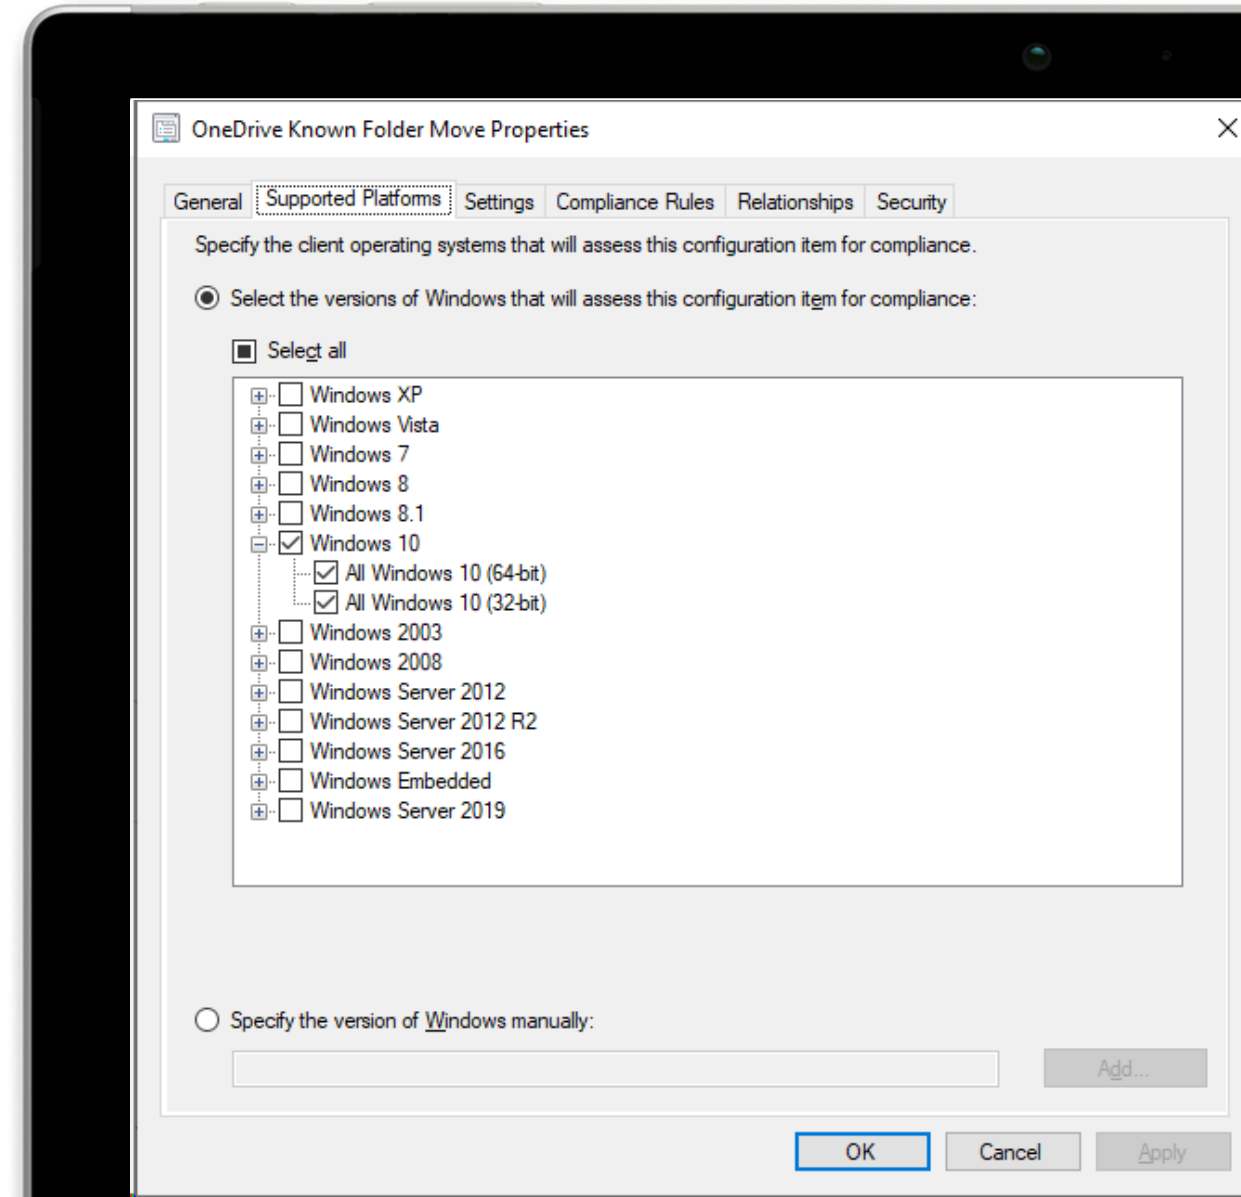 OneDrive Known Folder Move Properties
General Supported Platforms Settings Compliance Rules Relationships Security
Specify the client operating systems that will assess this configuration item for compliance.
Select the versions of Windows that will assess this configuration item for compliance:
Select all
Windows XP
Windows Vista
Windows 7
Windows 8
Windows 8.1
Windows 10
All Windows 10 (64-bit)
All Windows 10 (32-bit)
Windows 2003
Windows 2008
Windows Server 2012
Windows Server 2012 R2
Windows Server 2016
Windows Embedded
Windows Server 2019
Specify the version of Windows manually:
Add...
OK Cancel Apply